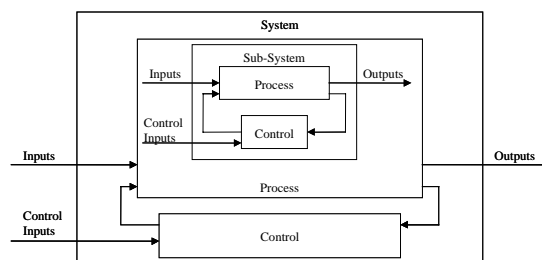 System
Sub-System
Inputs
Outputs
Process
Control
Inputs
Control
Inputs
Outputs
Process
Control
Inputs
Control